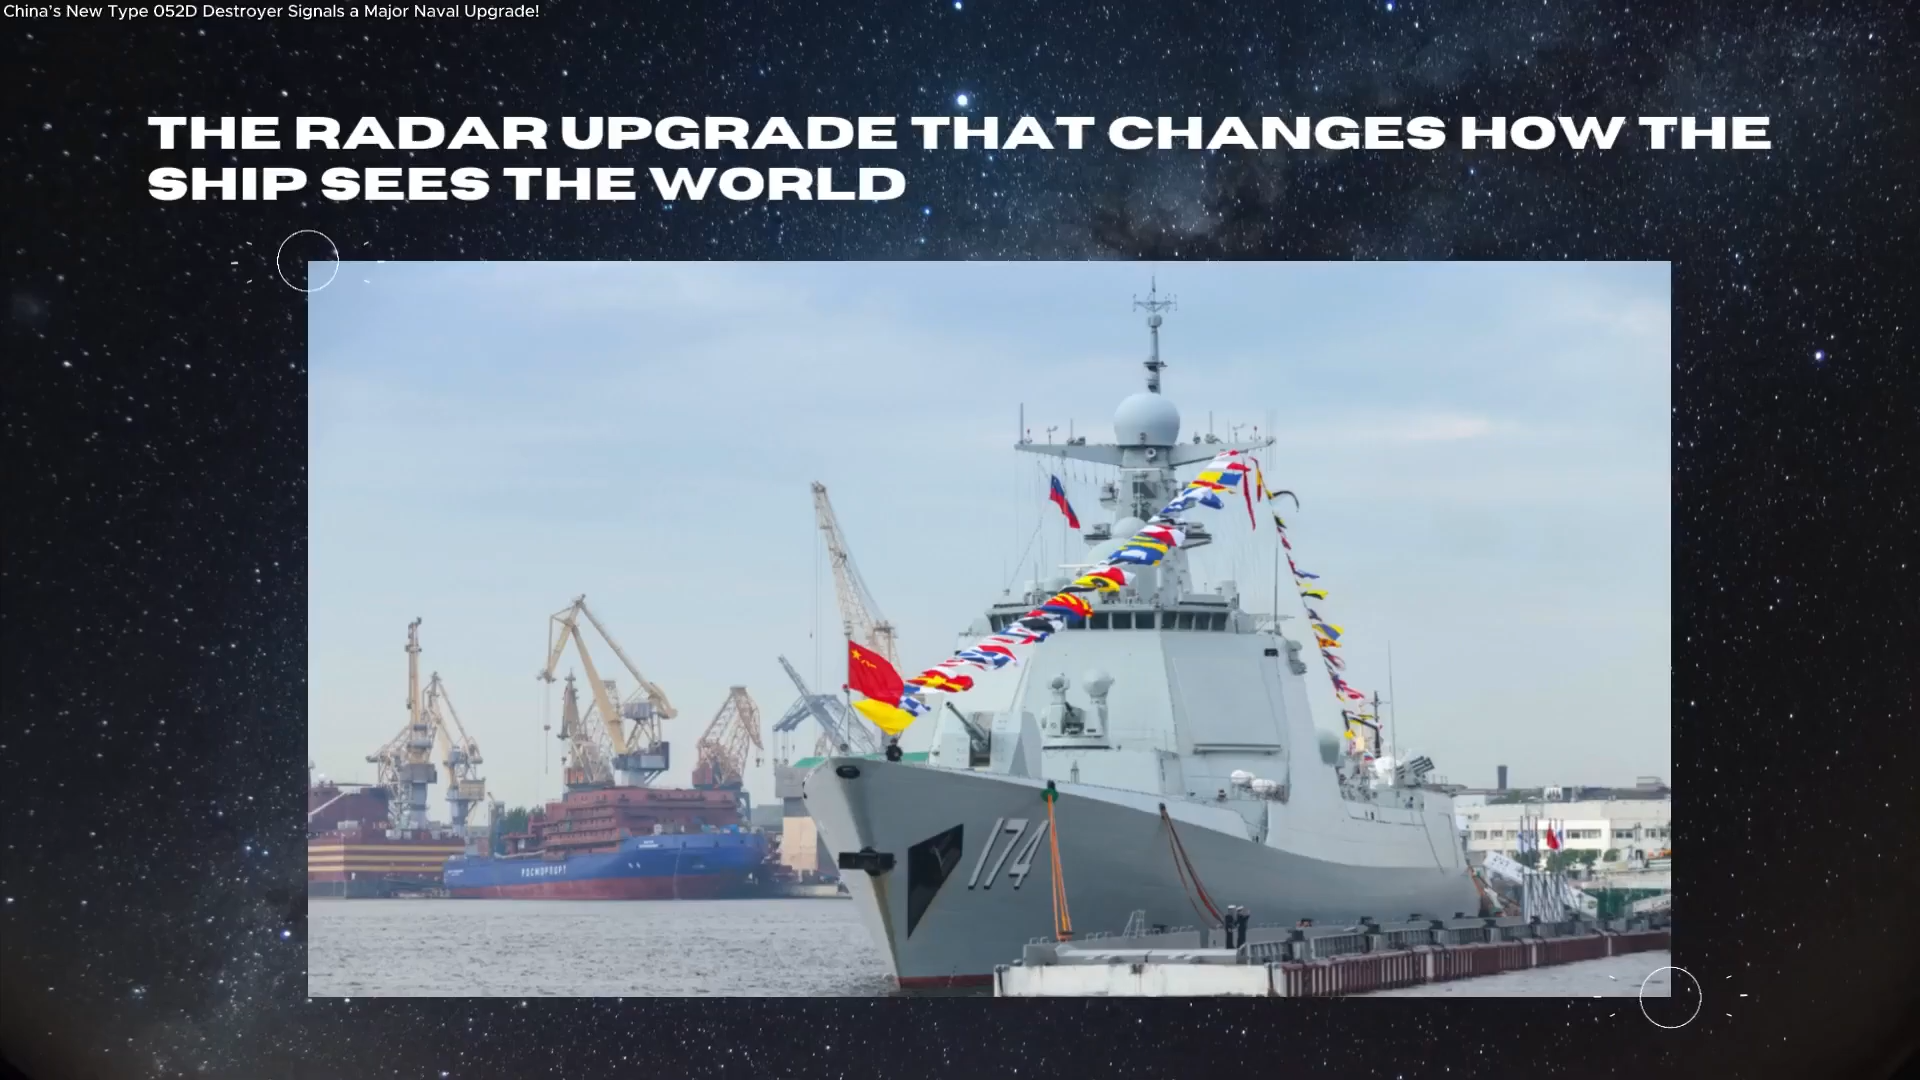 China's New Type 052D Destroyer Signals a Major Naval Upgrade!
THE RADAR UPGRADE THAT CHANGES HOW THE
SHIP SEES THE WORLD
РОСМОРПОРТ
174